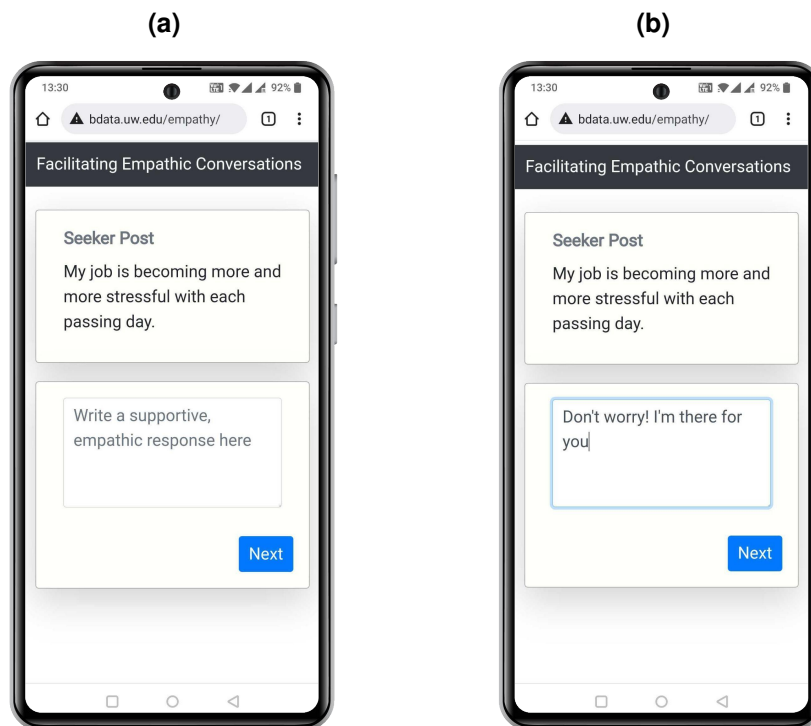 (a)
13:30
92%
bdata.uw.edu/empathy/
1
Facilitating Empathic Conversations
Seeker Post
My job is becoming more and
more stressful with each
passing day.
Write a supportive,
empathic response here
Next
(b)
13:30
92%
bdata.uw.edu/empathy/
1
Facilitating Empathic Conversations
Seeker Post
My job is becoming more and
more stressful with each
passing day.
Don't worry! I'm there for
you
Next